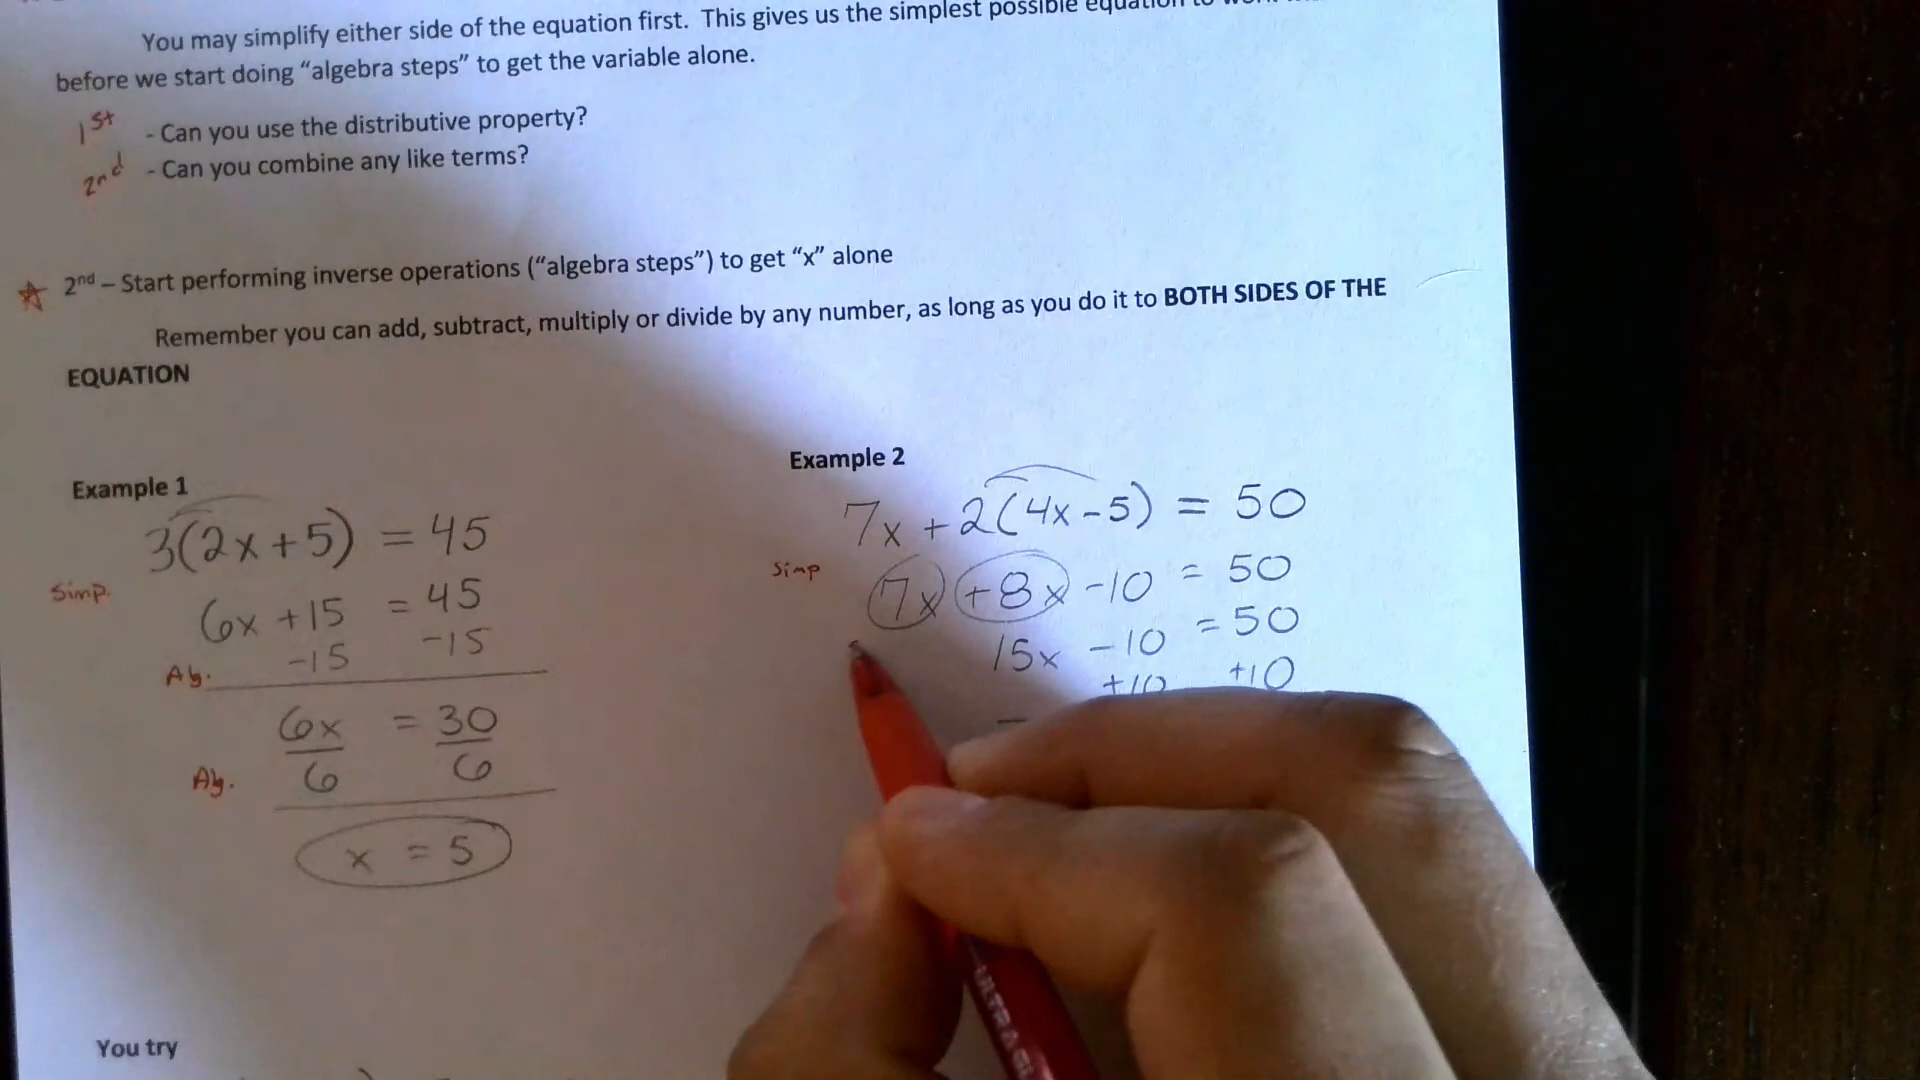 You may simplify either side of the equation first. This gives us the simplest possible equation to work
before we start doing “algebra steps” to get the variable alone.
1st - Can you use the distributive property?
2nd - Can you combine any like terms?
2nd – Start performing inverse operations (“algebra steps”) to get “x” alone
Remember you can add, subtract, multiply or divide by any number, as long as you do it to BOTH SIDES OF THE
EQUATION
Example 1
3(2x+5) = 45
Simp. 6x +15 = 45
-15 -15
Alg.
6x = 30
Alg. 6 6
x = 5
Example 2
7x +2(4x-5) = 50
Simp 7x +8x -10 = 50
15x -10 = 50
+10 +10
You try